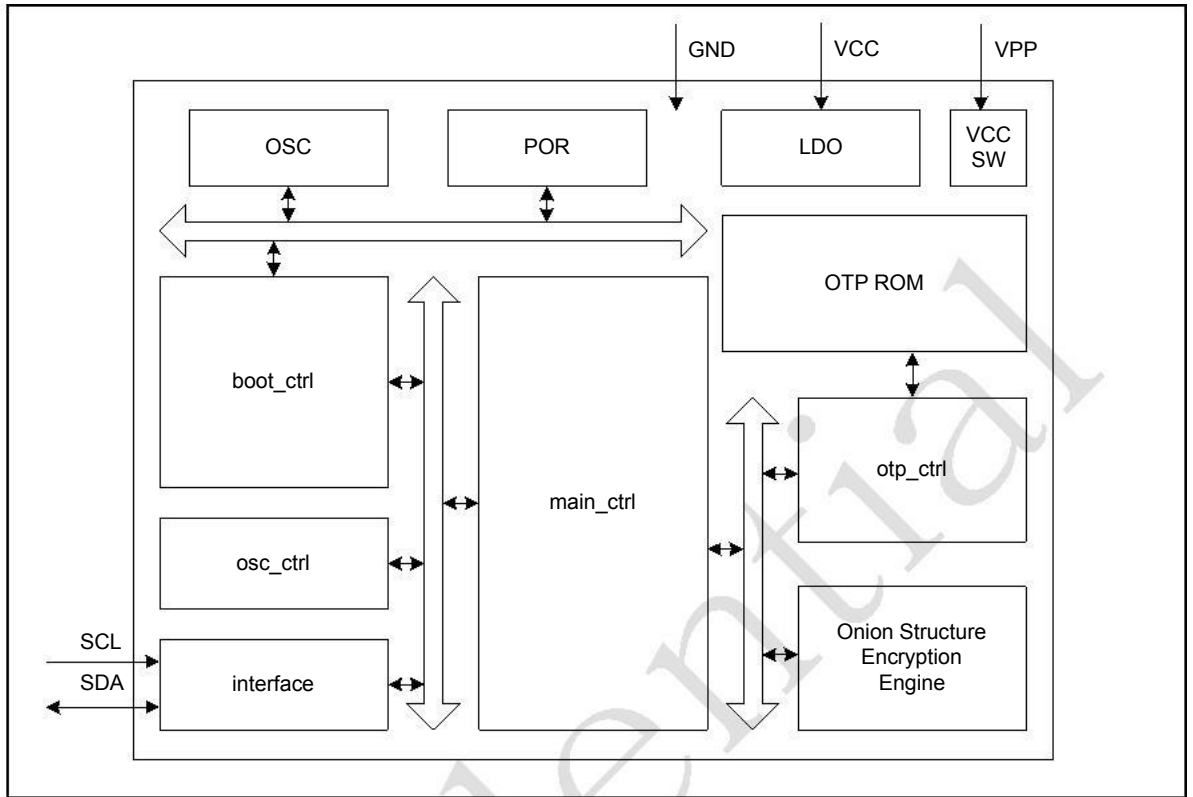 GND
VCC
VPP
OSC
POR
LDO
VCC
SW
OTP ROM
boot_ctrl
main_ctrl
otp_ctrl
osc_ctrl
Onion Structure
Encryption
Engine
SCL
SDA
interface
dential